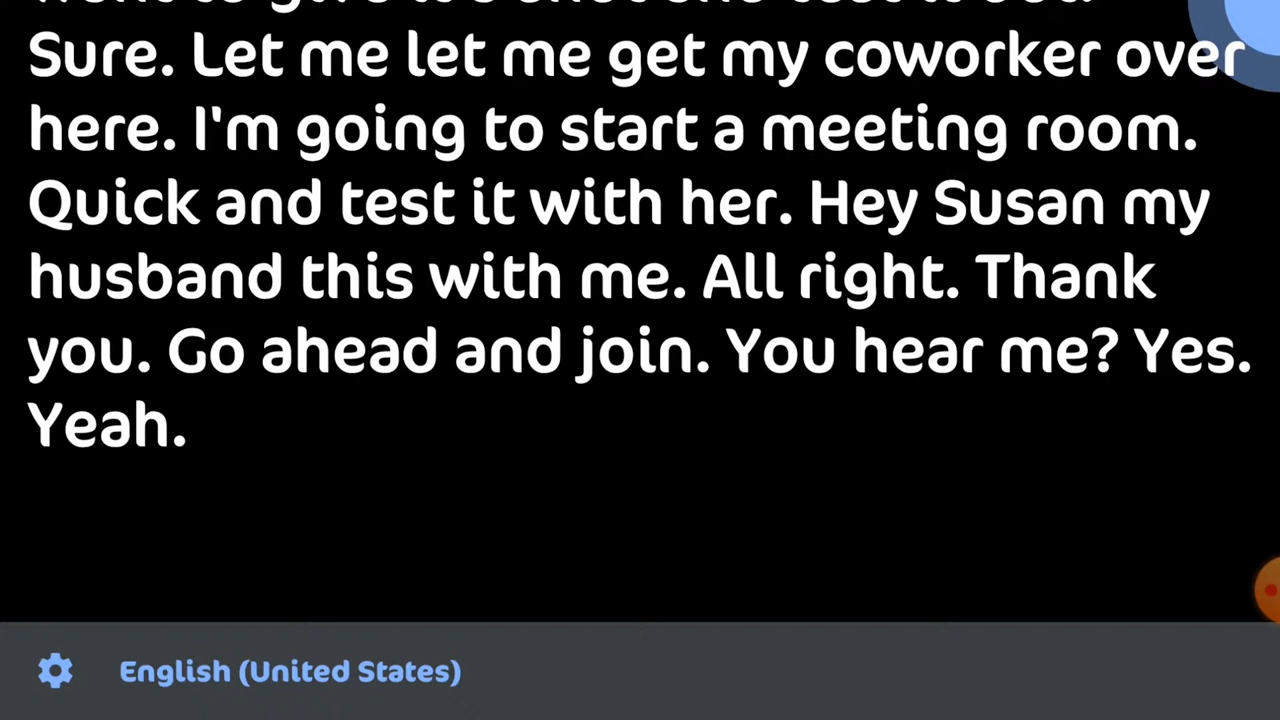 Sure. Let me let me get my coworker over
here. I'm going to start a meeting room.
Quick and test it with her. Hey Susan my
husband this with me. All right. Thank
you. Go ahead and join. You hear me? Yes.
Yeah.
English (United States)